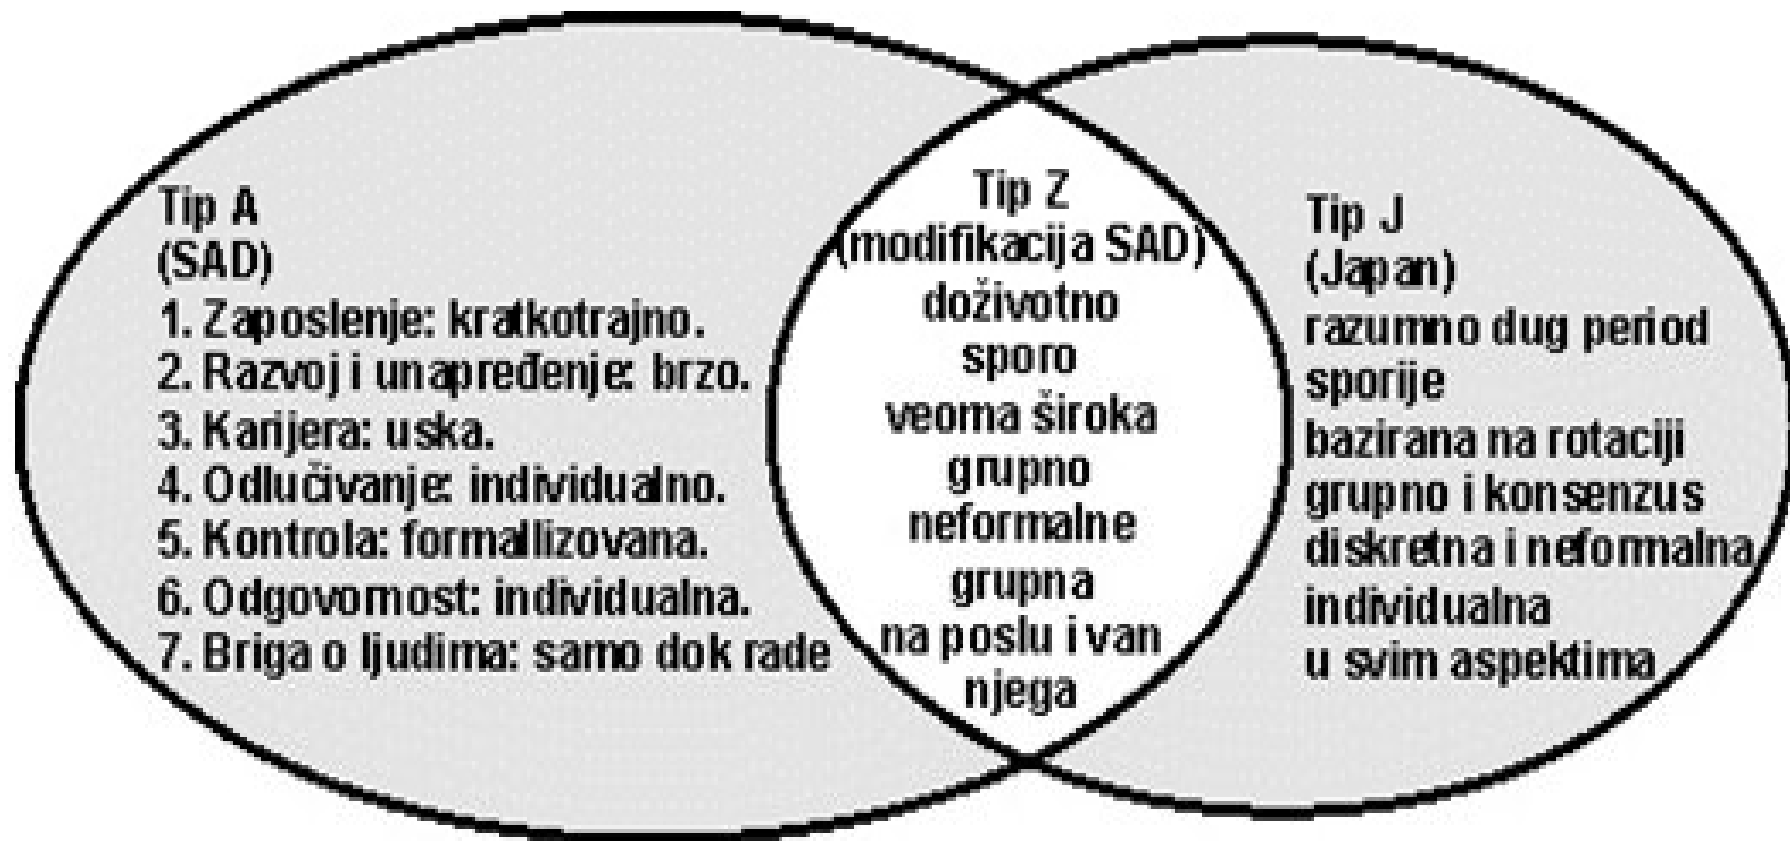 Tip A
(SAD)
1. Zaposlenje: kratkotrajno.
2. Razvoj i unapređenje: brzo.
3. Karijera: uska.
4. Odlučivanje: individualno.
5. Kontrola: formallizovana.
6. Odgovornost: individualna.
7. Briga o ljudima: samo dok rade
Tip Z
(modifikacija SAD)
doživotno
sporo
veoma široka
grupno
neformalne
grupna
na poslu i van
njega
Tip J
(Japan)
razumno dug period
sporije
bazirana na rotaciji
grupno i konsenzus
diskretna i neformalna
individualna
u svim aspektima